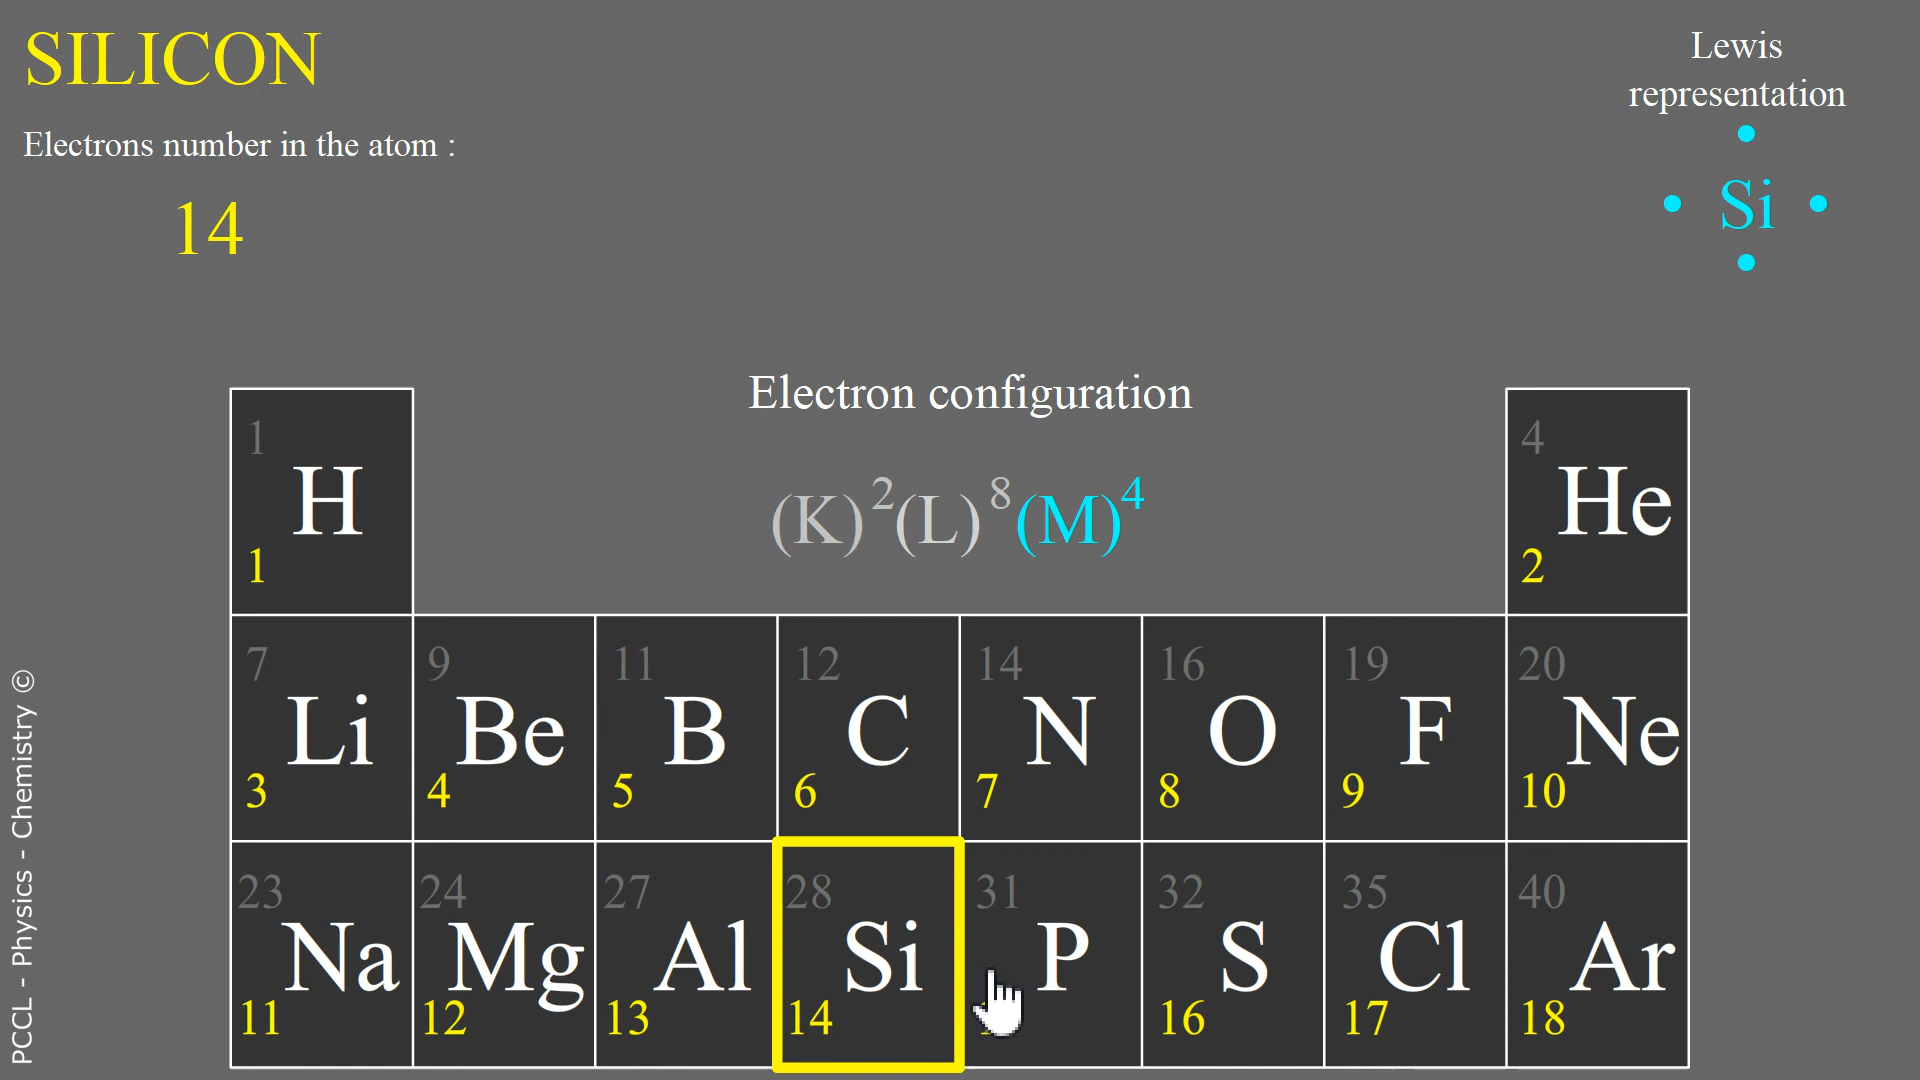 SILICON
Electrons number in the atom :
14
Lewis
representation
Si
Electron configuration
(K)²(L)⁸(M)⁴
1 H 1
4 He 2
7 Li 3
9 Be 4
11 B 5
12 C 6
14 N 7
16 O 8
19 F 9
20 Ne 10
23 Na 11
24 Mg 12
27 Al 13
28 Si 14
31 P
32 S 16
35 Cl 17
40 Ar 18
PCCL - Physics - Chemistry ©